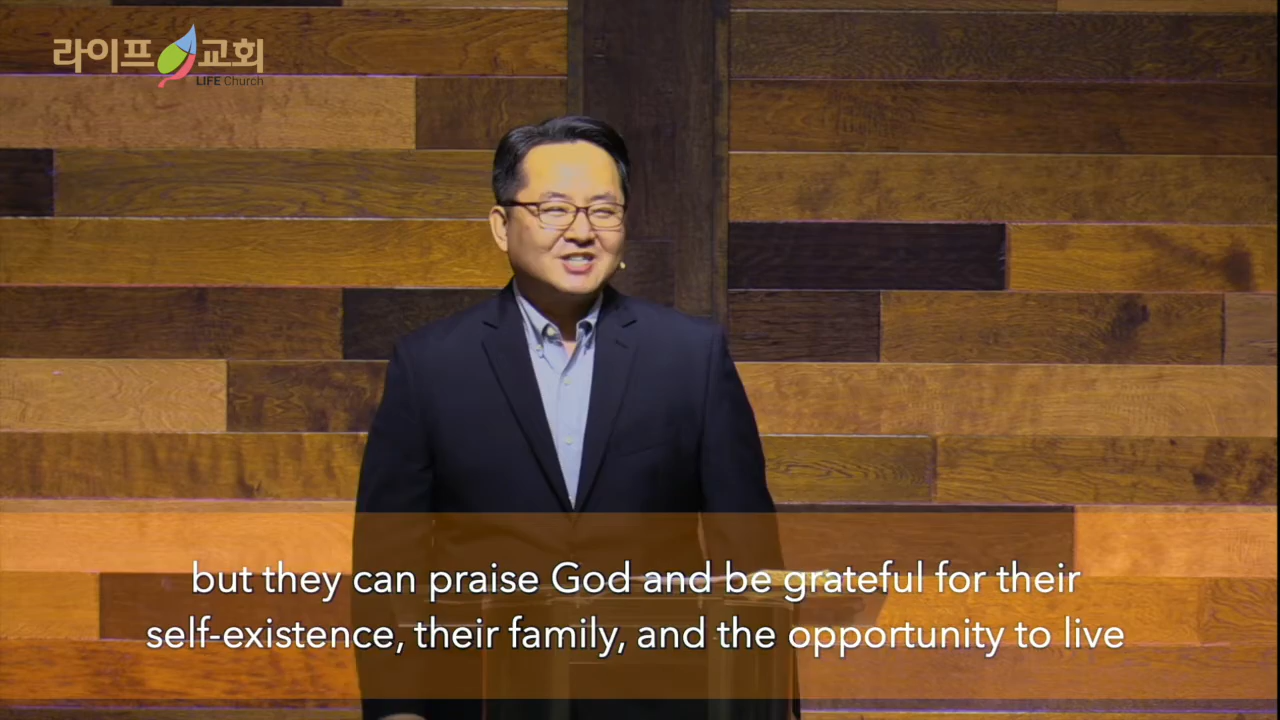 라이프교회
LIFE Church
but they can praise God and be grateful for their
self-existence, their family, and the opportunity to live